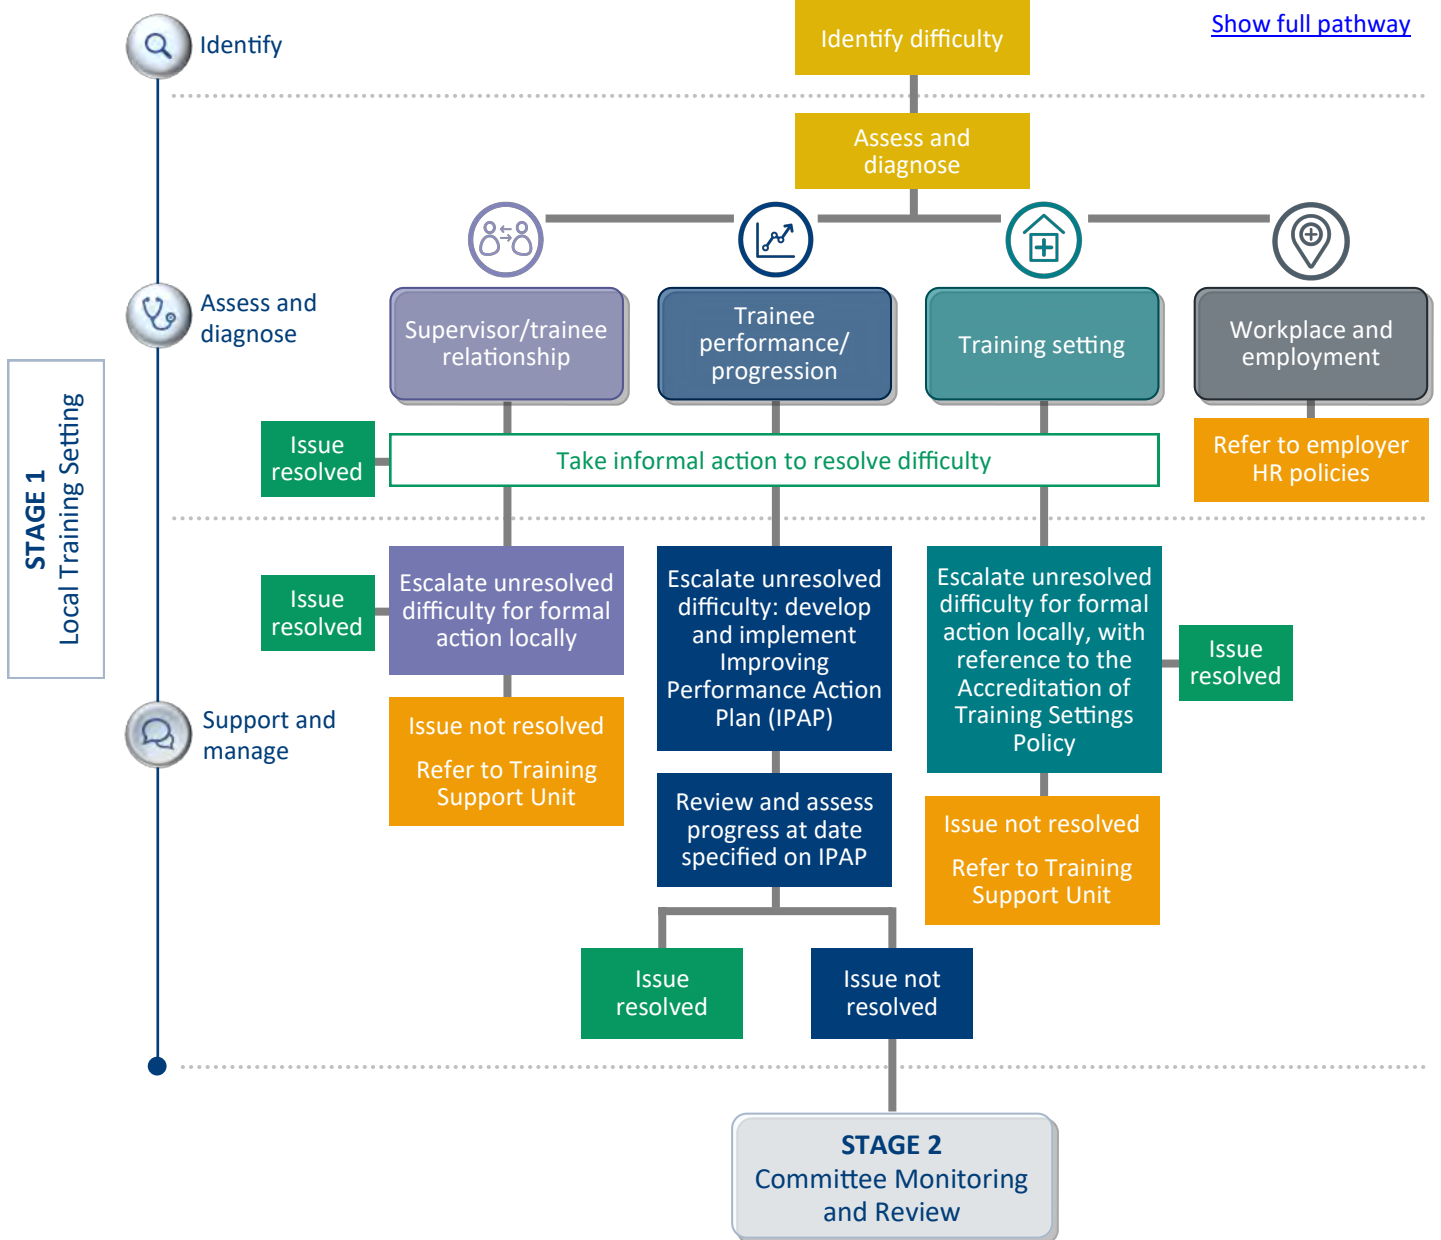 Show full pathway
Identify
Identify difficulty
Assess and
diagnose
Assess and
diagnose
Supervisor/trainee
relationship
Trainee
performance/
progression
Training setting
Workplace and
employment
STAGE 1
Local Training Setting
Issue
resolved
Take informal action to resolve difficulty
Refer to employer
HR policies
Issue
resolved
Escalate unresolved
difficulty for formal
action locally
Escalate unresolved
difficulty: develop
and implement
Improving
Performance Action
Plan (IPAP)
Escalate unresolved
difficulty for formal
action locally, with
reference to the
Accreditation of
Training Settings
Policy
Issue
resolved
Support and
manage
Issue not resolved
Refer to Training
Support Unit
Review and assess
progress at date
specified on IPAP
Issue not resolved
Refer to Training
Support Unit
Issue
resolved
Issue not
resolved
STAGE 2
Committee Monitoring
and Review